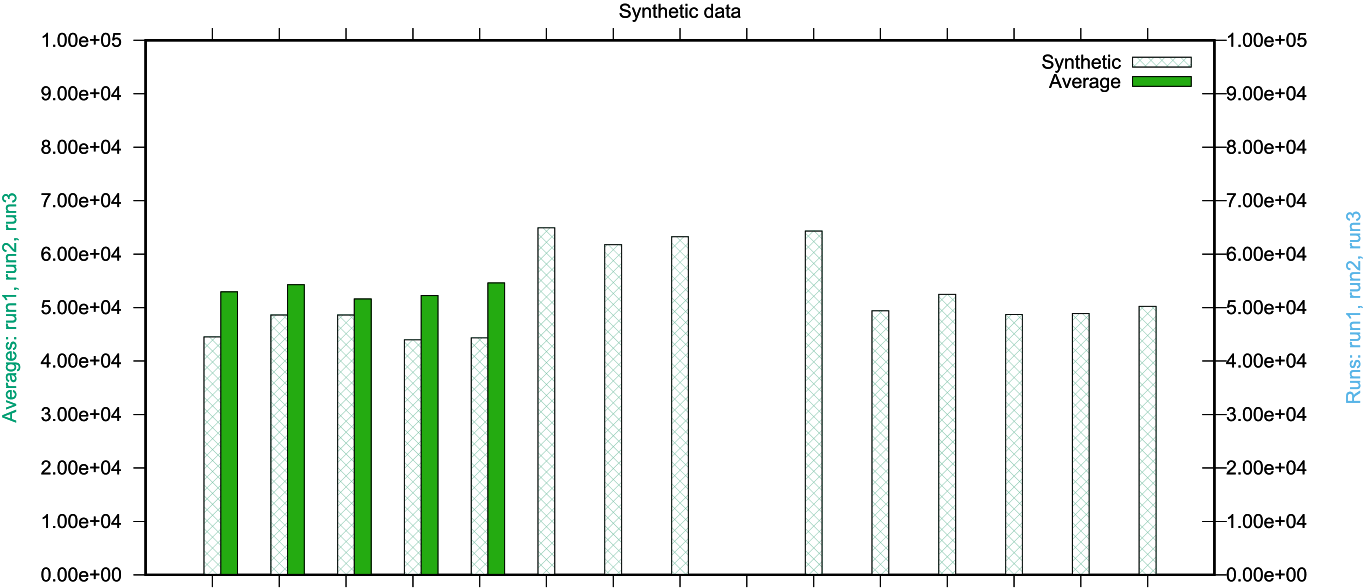 Synthetic data
1.00e+05
9.00e+04
8.00e+04
7.00e+04
6.00e+04
5.00e+04
4.00e+04
3.00e+04
2.00e+04
1.00e+04
0.00e+00
Averages: run1, run2, run3
Synthetic
Average
1.00e+05
9.00e+04
8.00e+04
7.00e+04
6.00e+04
5.00e+04
4.00e+04
3.00e+04
2.00e+04
1.00e+04
0.00e+00
Runs: run1, run2, run3